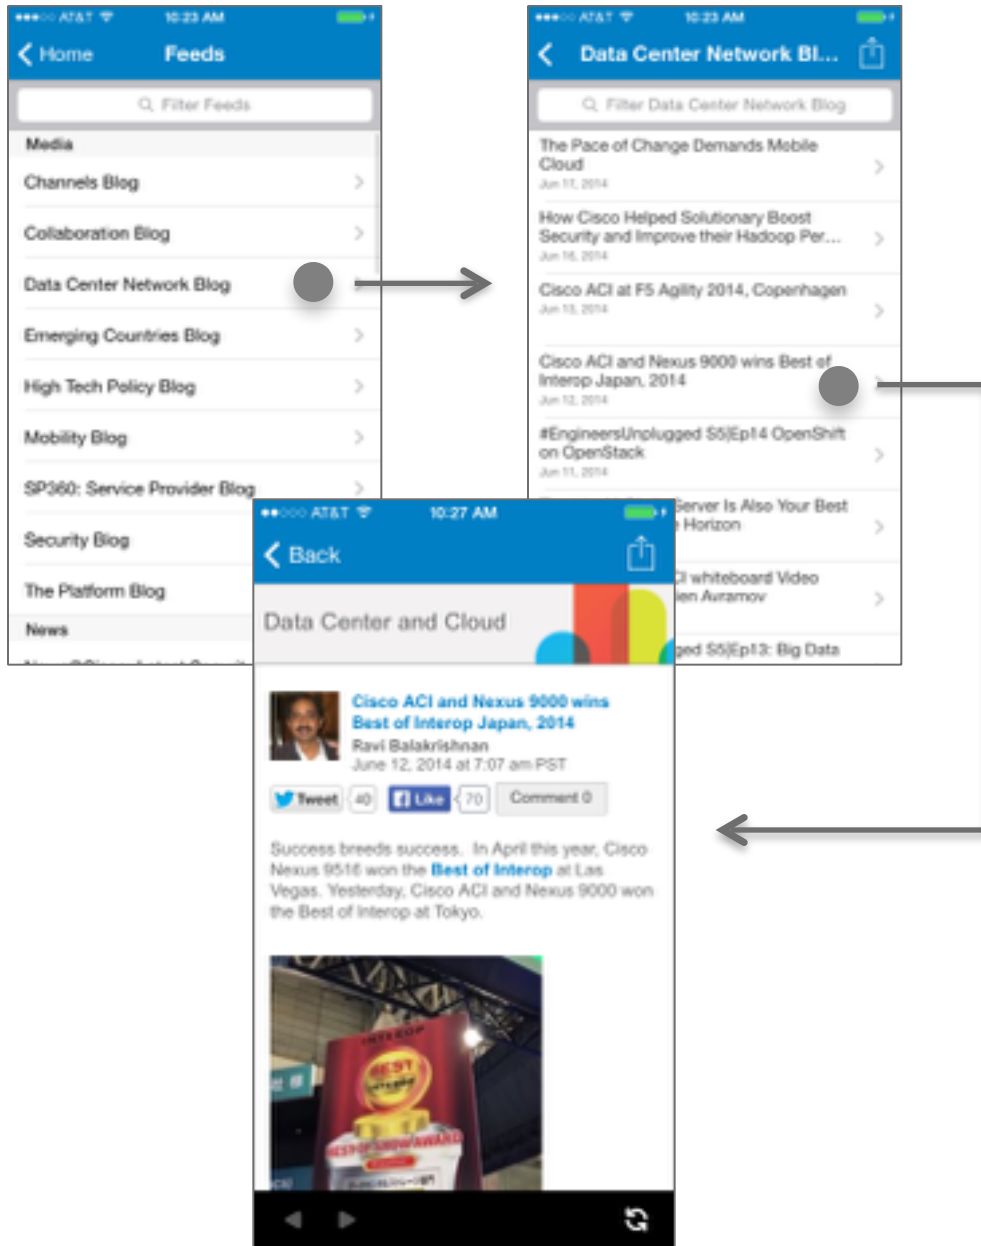 AT&T 10:23 AM
Home Feeds
Filter Feeds
Media
Channels Blog
Collaboration Blog
Data Center Network Blog
Emerging Countries Blog
High Tech Policy Blog
Mobility Blog
SP360: Service Provider Blog
Security Blog
The Platform Blog
News
AT&T 10:23 AM
Data Center Network Bl...
Filter Data Center Network Blog
The Pace of Change Demands Mobile
Cloud
Jun 17, 2014
How Cisco Helped Solutionary Boost
Security and Improve their Hadoop Per...
Jun 16, 2014
Cisco ACI at F5 Agility 2014, Copenhagen
Jun 13, 2014
Cisco ACI and Nexus 9000 wins Best of
Interop Japan, 2014
Jun 12, 2014
#EngineersUnplugged S5|Ep14 OpenShift
on OpenStack
Jun 11, 2014
Server Is Also Your Best
Horizon
CI whiteboard Video
ien Avramov
ged S5|Ep13: Big Data
AT&T 10:27 AM
Back
Data Center and Cloud
Cisco ACI and Nexus 9000 wins
Best of Interop Japan, 2014
Ravi Balakrishnan
June 12, 2014 at 7:07 am PST
Tweet 40 Like 70 Comment 0
Success breeds success. In April this year, Cisco
Nexus 9516 won the Best of Interop at Las
Vegas. Yesterday, Cisco ACI and Nexus 9000 won
the Best of Interop at Tokyo.
INTEROP
BEST
INTEROP
BEST OF SHOW AWARD